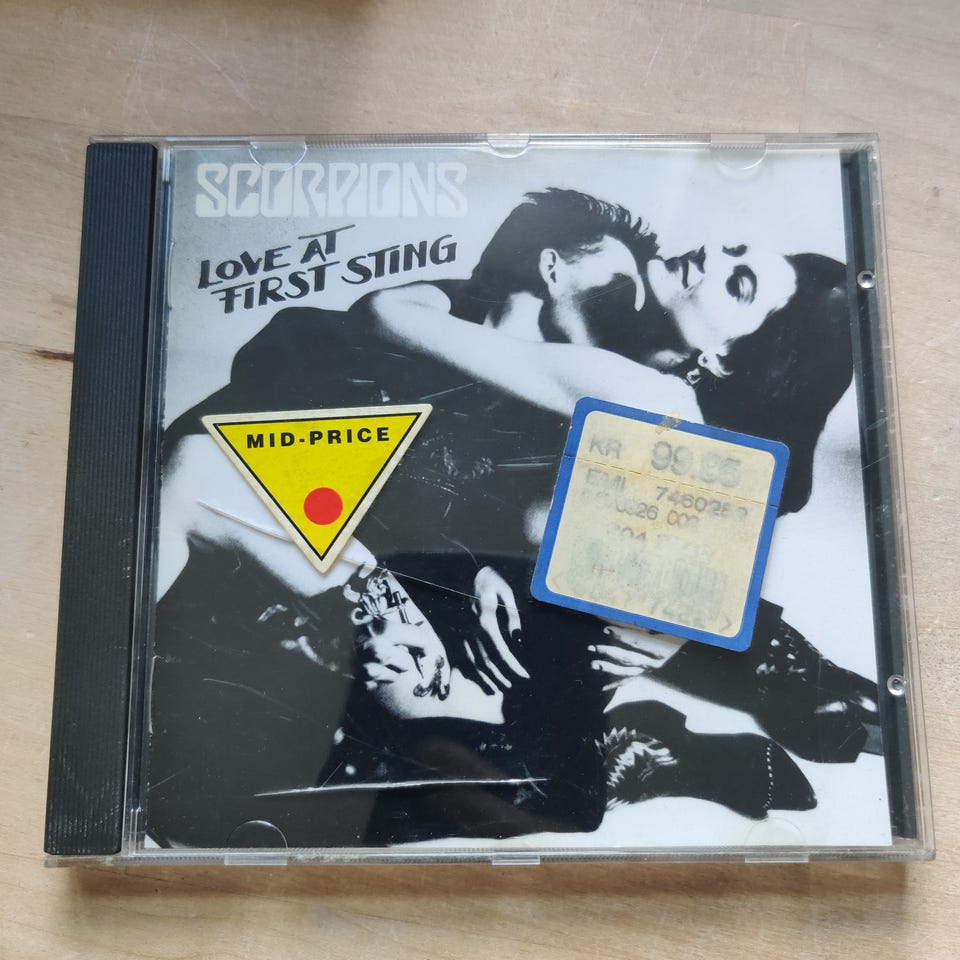 SCORPIONS
LOVE AT
FIRST STING
MID-PRICE
KR 99.95
EMI 7460252